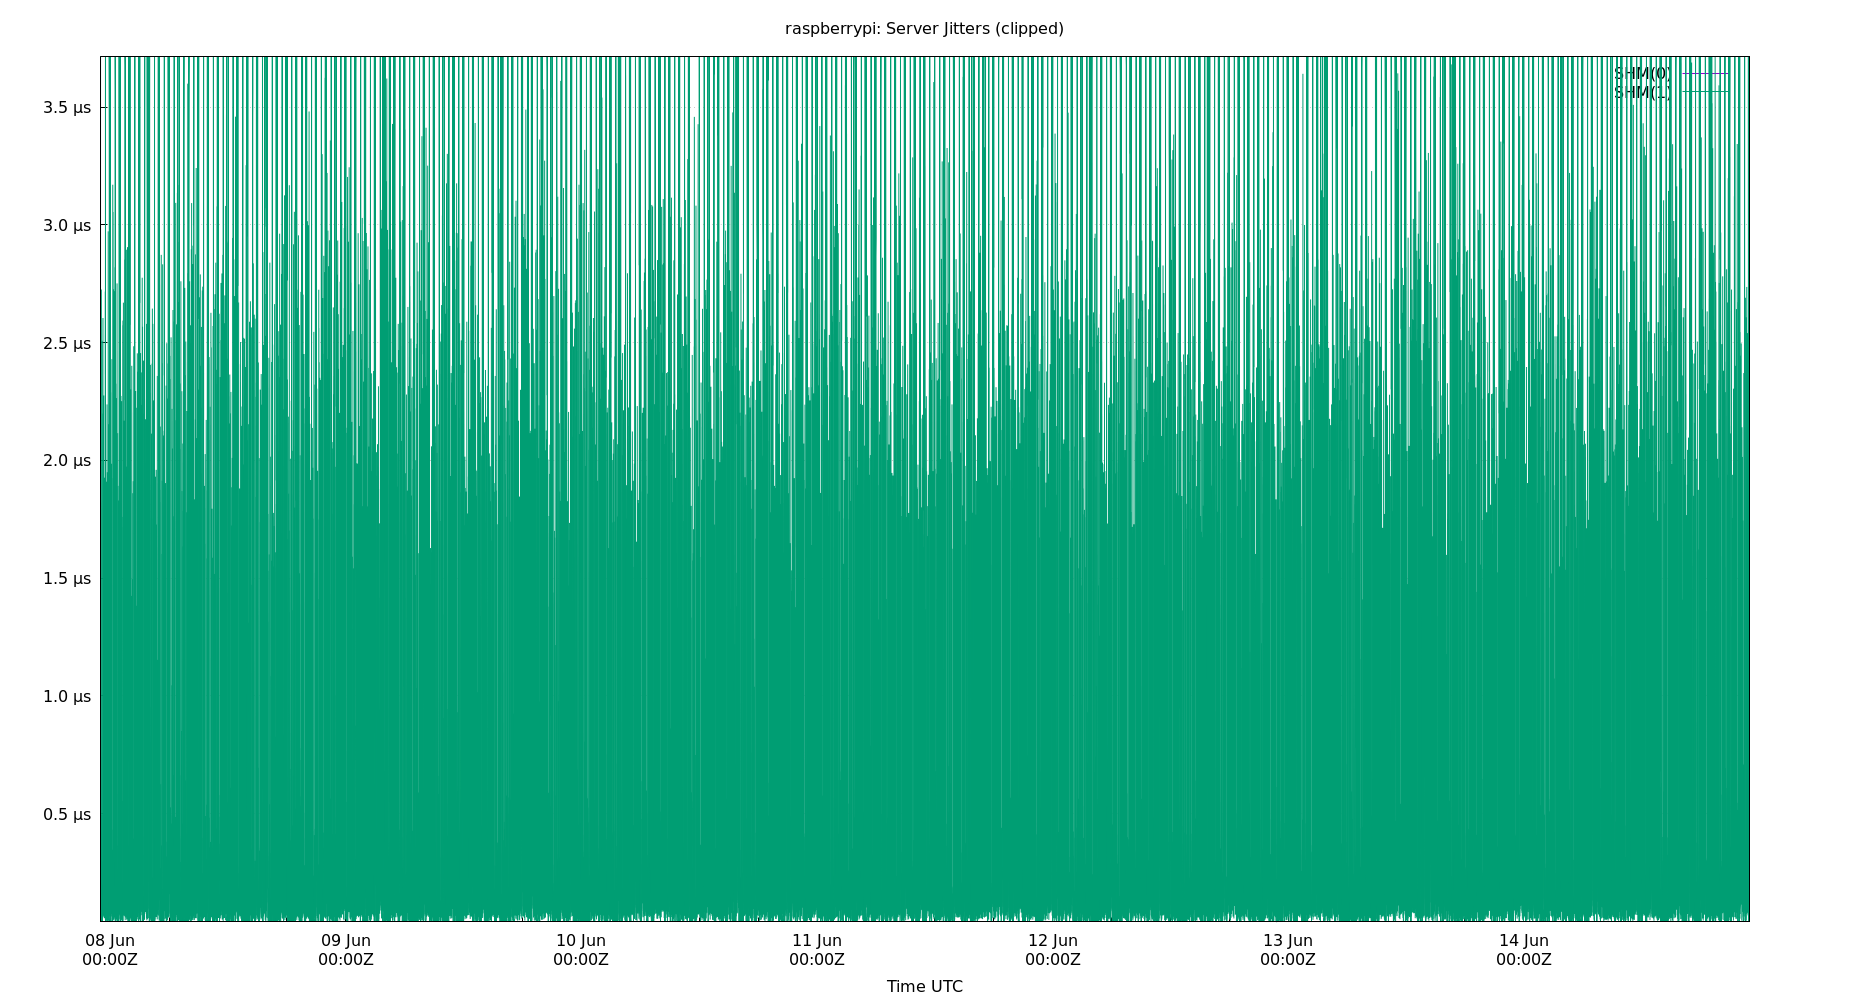 raspberrypi: Server Jitters (clipped)
SHM(0)
SHM(1)
3.5 µs
3.0 µs
2.5 µs
2.0 µs
1.5 µs
1.0 µs
0.5 µs
08 Jun 09 Jun 10 Jun 11 Jun 12 Jun 13 Jun 14 Jun
00:00Z 00:00Z 00:00Z 00:00Z 00:00Z 00:00Z 00:00Z
Time UTC